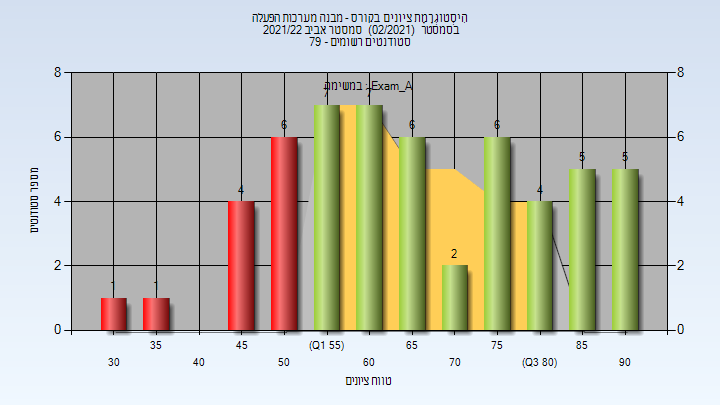 היסטוגרמת ציונים בקורס - מבנה מערכות הפעלה
בסמסטר (02/2021) סמסטר אביב 2021/22
סטודנטים רשומים - 79
במשימת : Exam_A
8 8
6 6
4 4
2 2
0 0
מספר סטודנטים
1 1 4 6 7 7 6 2 6 4 5 5
35 45 (Q1 55) 65 75 85
30 40 50 60 70 (Q3 80) 90
טווח ציונים